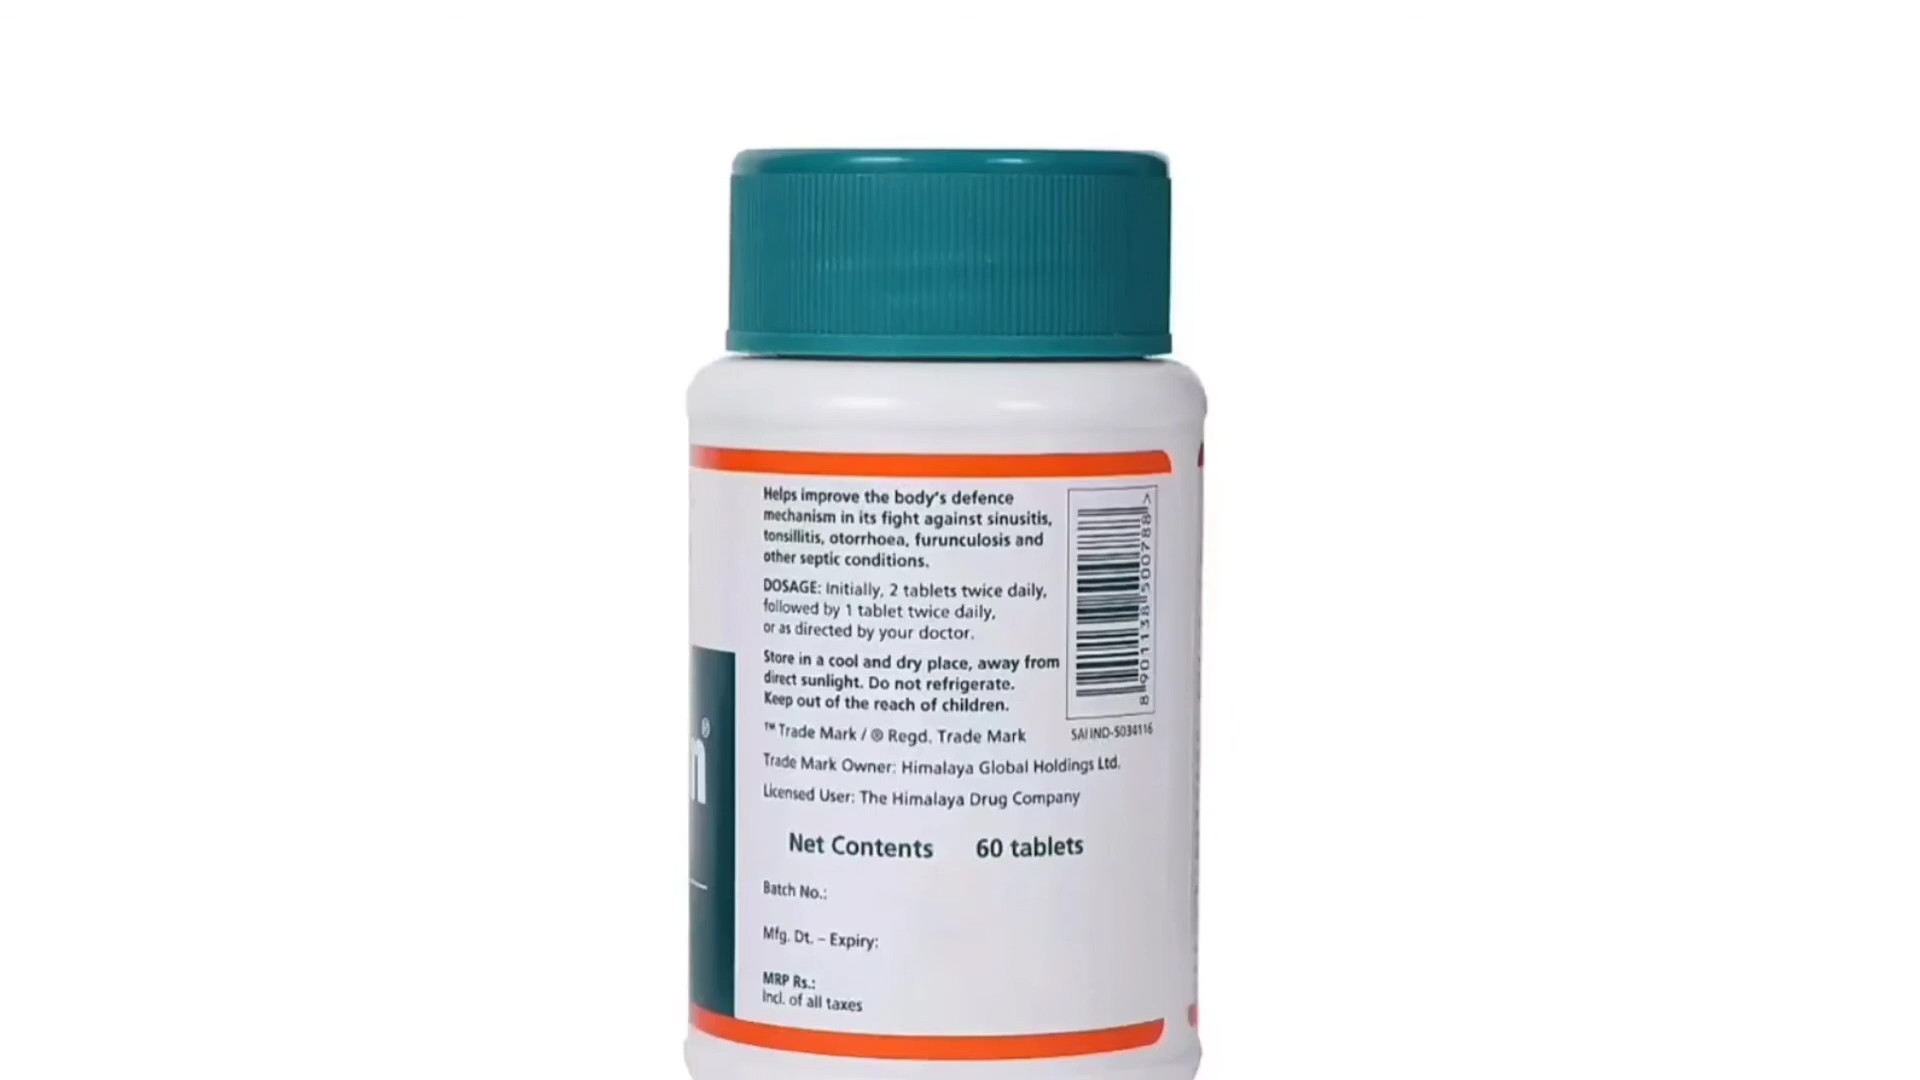 Helps improve the body's defence
mechanism in its fight against sinusitis,
tonsillitis, otorrhoea, furunculosis and
other septic conditions.
DOSAGE: Initially, 2 tablets twice daily,
followed by 1 tablet twice daily,
or as directed by your doctor.
Store in a cool and dry place, away from
direct sunlight. Do not refrigerate.
Keep out of the reach of children.
™ Trade Mark / ® Regd. Trade Mark
Trade Mark Owner: Himalaya Global Holdings Ltd.
Licensed User: The Himalaya Drug Company
Net Contents 60 tablets
Batch No.:
Mfg. Dt. – Expiry:
MRP Rs.:
Incl. of all taxes
8 901138 500788 >
SAI IND-5034116
n®